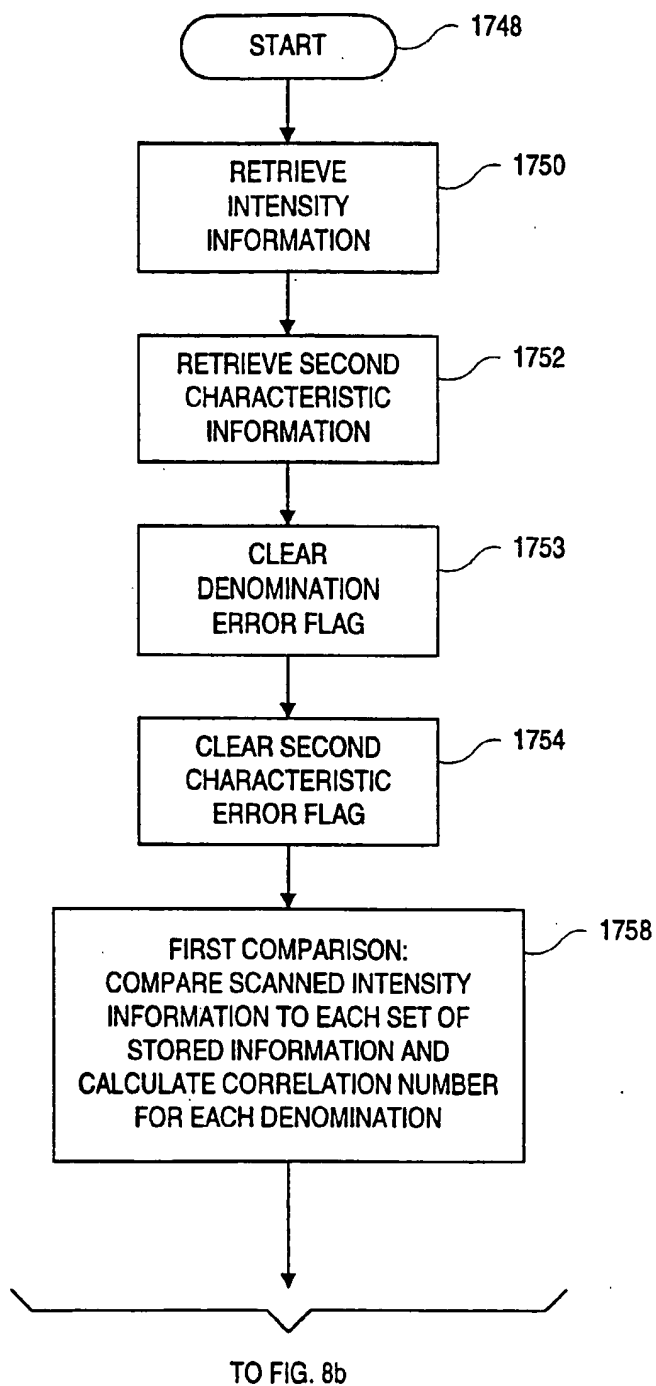 START
1748
RETRIEVE
INTENSITY
INFORMATION
1750
RETRIEVE SECOND
CHARACTERISTIC
INFORMATION
1752
CLEAR
DENOMINATION
ERROR FLAG
1753
CLEAR SECOND
CHARACTERISTIC
ERROR FLAG
1754
FIRST COMPARISON:
COMPARE SCANNED INTENSITY
INFORMATION TO EACH SET OF
STORED INFORMATION AND
CALCULATE CORRELATION NUMBER
FOR EACH DENOMINATION
1758
TO FIG. 8b